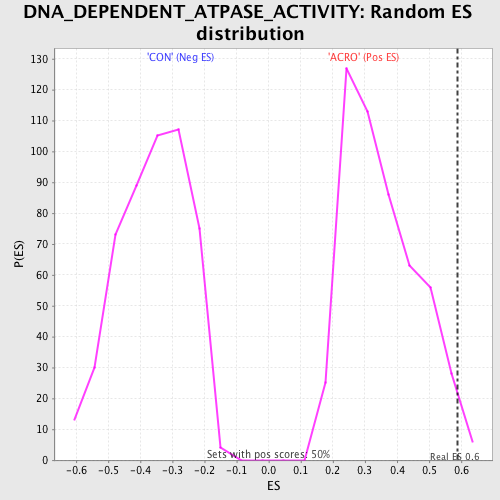 DNA_DEPENDENT_ATPASE_ACTIVITY: Random ES
distribution
'CON' (Neg ES) 'ACRO' (Pos ES)
130
120
110
100
90
80
70
60
50
40
30
20
10
0
P(ES)
Sets with pos scores: 50%
Real ES 0.6
-0.6 -0.5 -0.4 -0.3 -0.2 -0.1 0.0 0.1 0.2 0.3 0.4 0.5 0.6
ES